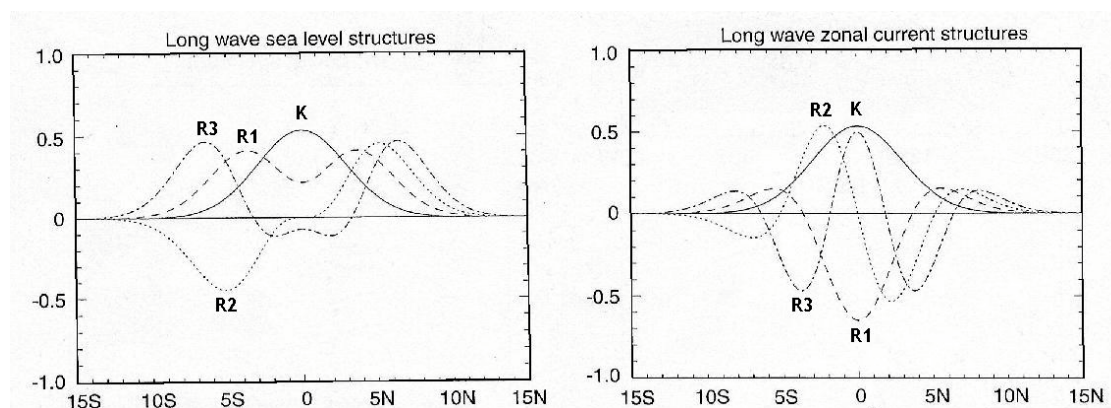 Long wave sea level structures
1.0
0.5
0
-0.5
-1.0
15S 10S 5S 0 5N 10N 15N
R3
R1
K
R2
Long wave zonal current structures
1.0
0.5
0
-0.5
-1.0
15S 10S 5S 0 5N 10N 15N
R2
K
R3
R1